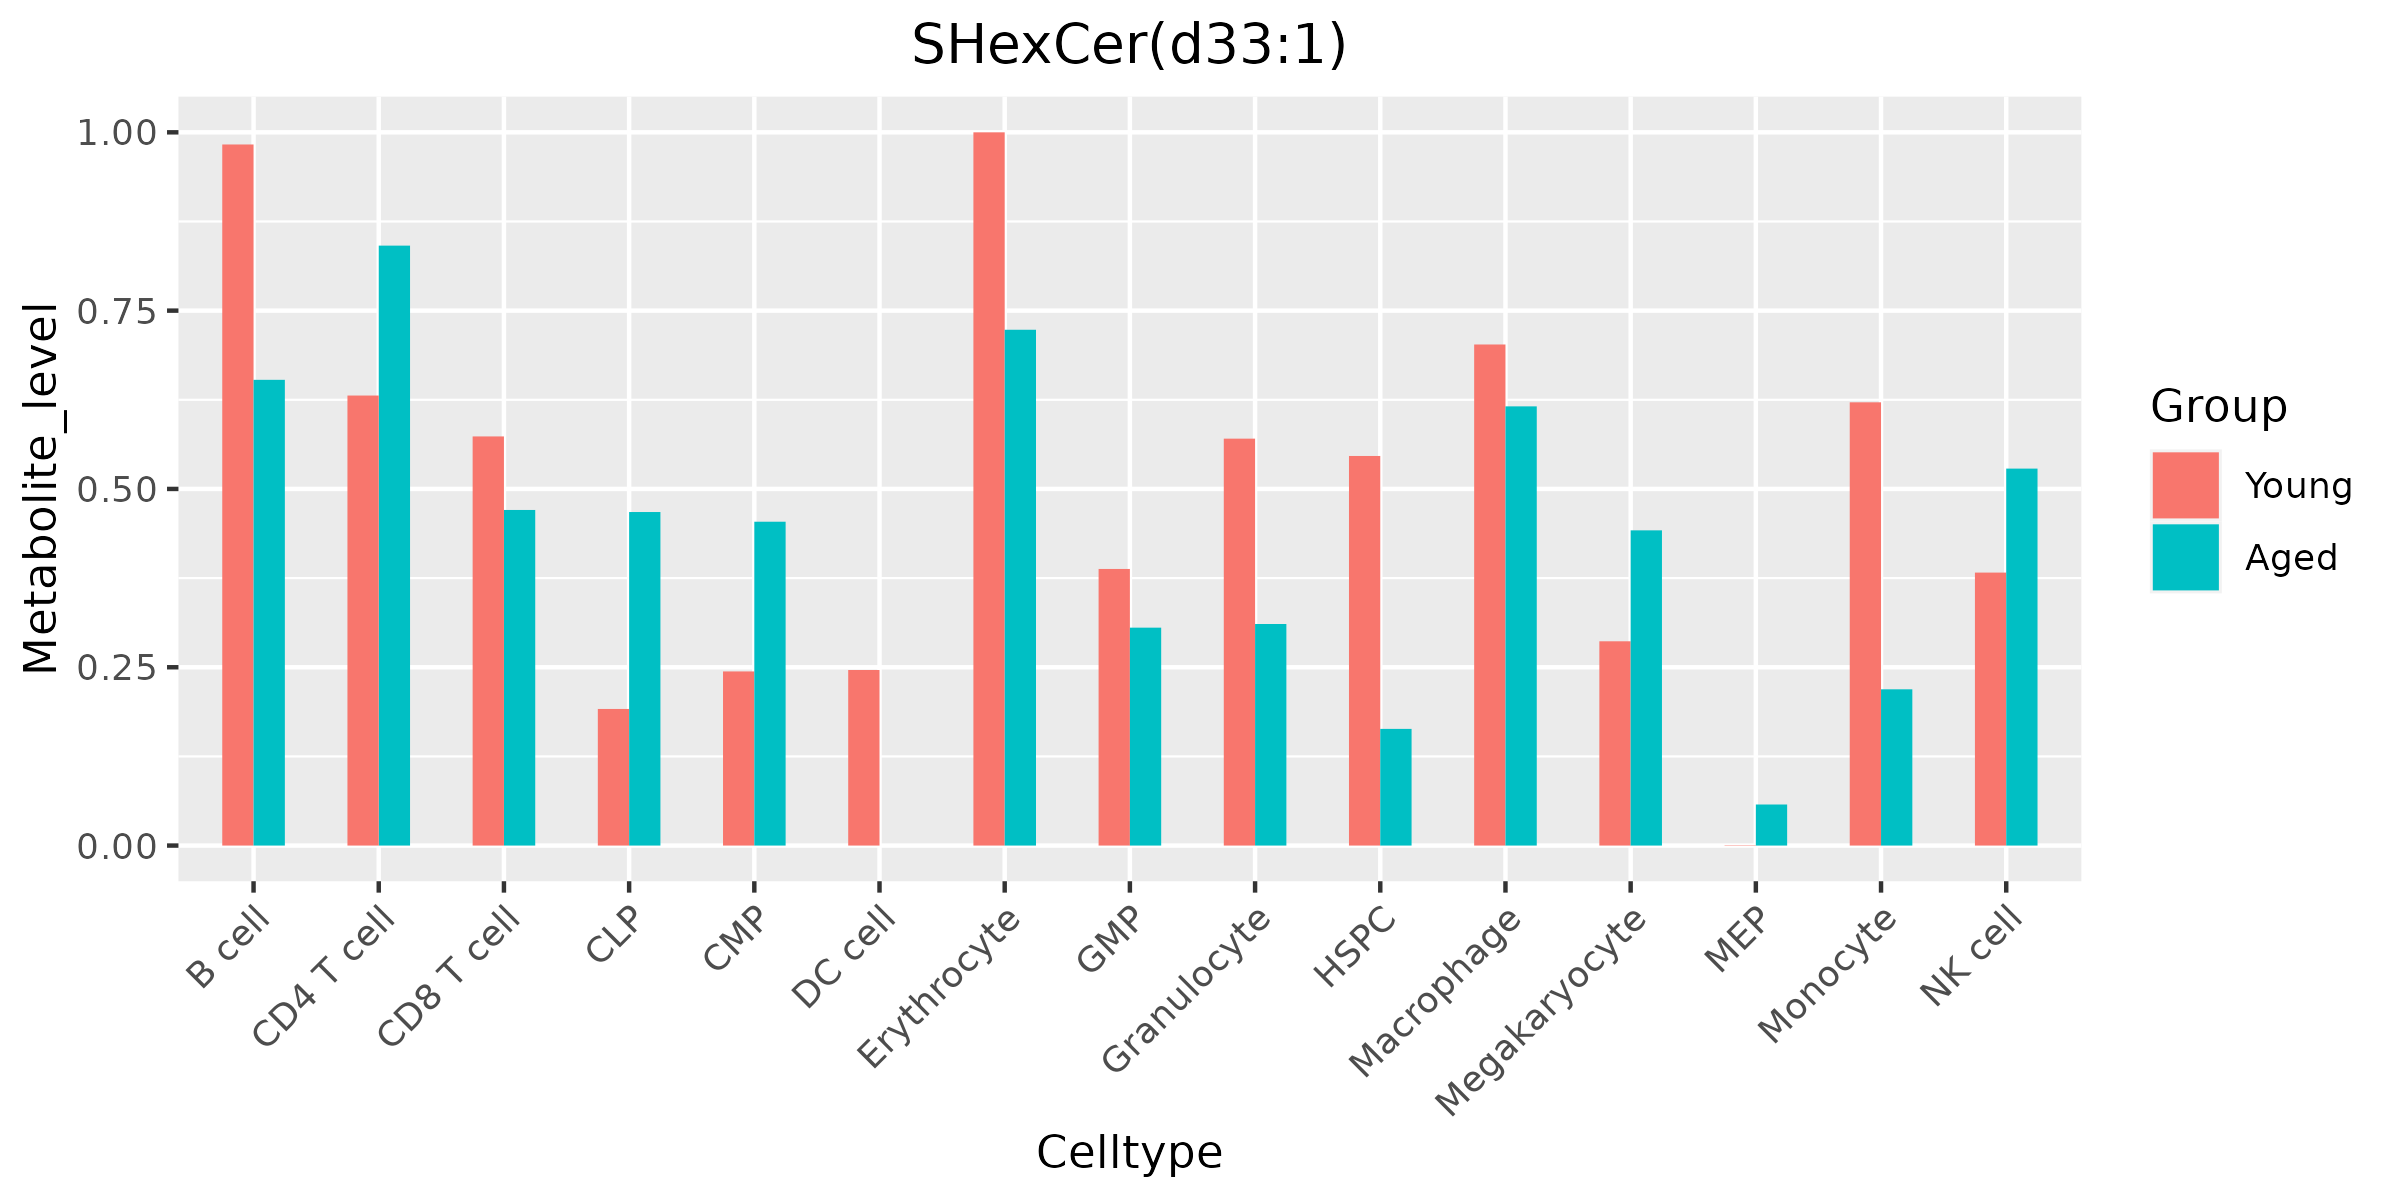 SHexCer(d33:1)
Metabolite_level
1.00
0.75
0.50
0.25
0.00
B cell
CD4 T cell
CD8 T cell
CLP
CMP
DC cell
Erythrocyte
GMP
Granulocyte
HSPC
Macrophage
Megakaryocyte
MEP
Monocyte
NK cell
Celltype
Group
Young
Aged